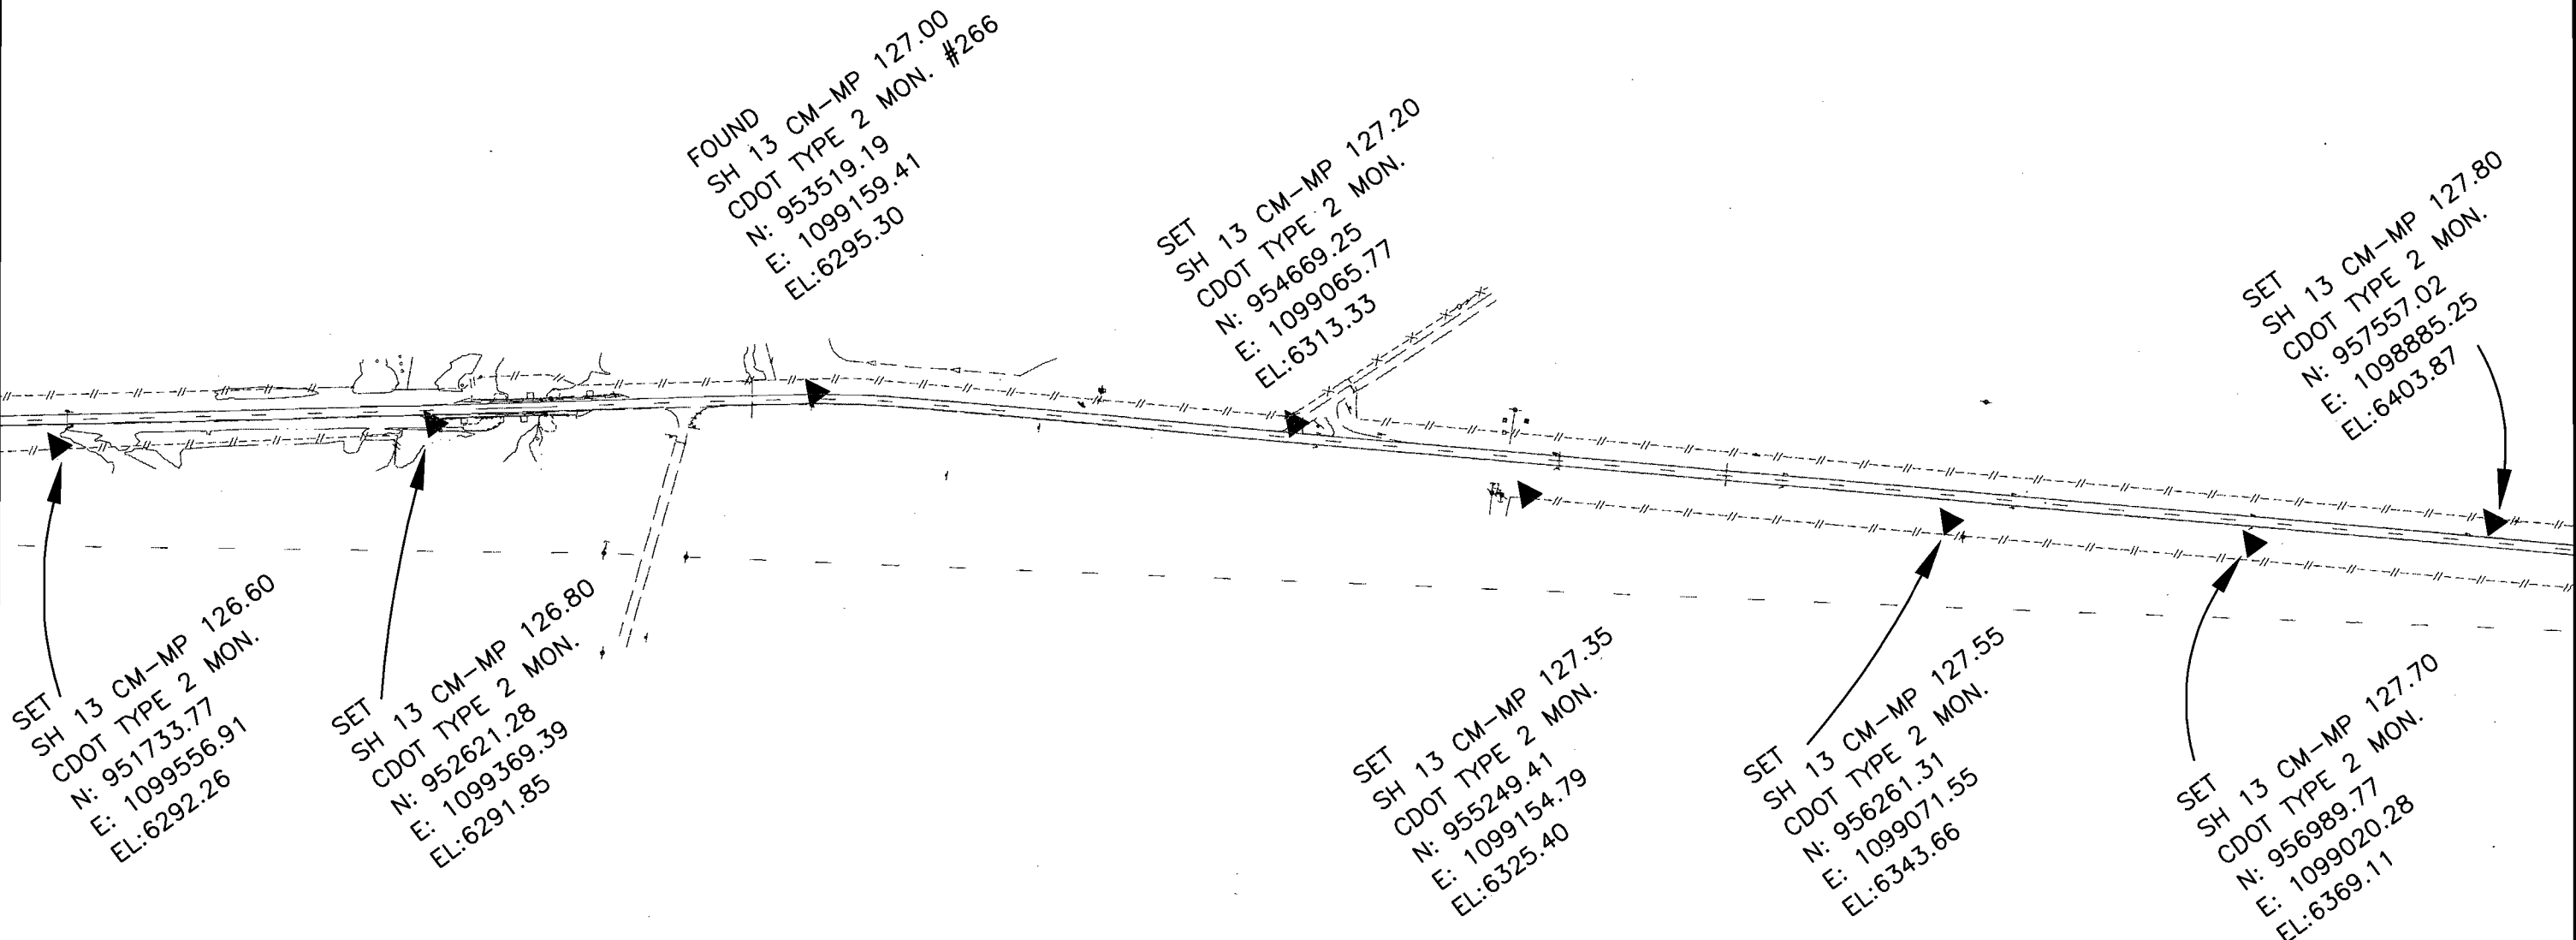 FOUND
SH 13 CM-MP 127.00
CDOT TYPE 2 MON. #266
N: 953519.19
E: 1099159.41
EL:6295.30
SET
SH 13 CM-MP 127.20
CDOT TYPE 2 MON.
N: 954669.25
E: 1099065.77
EL:6313.33
SET
SH 13 CM-MP 127.80
CDOT TYPE 2 MON.
N: 957557.02
E: 1098885.25
EL:6403.87
SET
SH 13 CM-MP 126.60
CDOT TYPE 2 MON.
N: 951733.77
E: 1099556.91
EL:6292.26
SET
SH 13 CM-MP 126.80
CDOT TYPE 2 MON.
N: 952621.28
E: 1099369.39
EL:6291.85
SET
SH 13 CM-MP 127.35
CDOT TYPE 2 MON.
N: 955249.41
E: 1099154.79
EL:6325.40
SET
SH 13 CM-MP 127.55
CDOT TYPE 2 MON.
N: 956261.31
E: 1099071.55
EL:6343.66
SET
SH 13 CM-MP 127.70
CDOT TYPE 2 MON.
N: 956989.77
E: 1099020.28
EL:6369.11